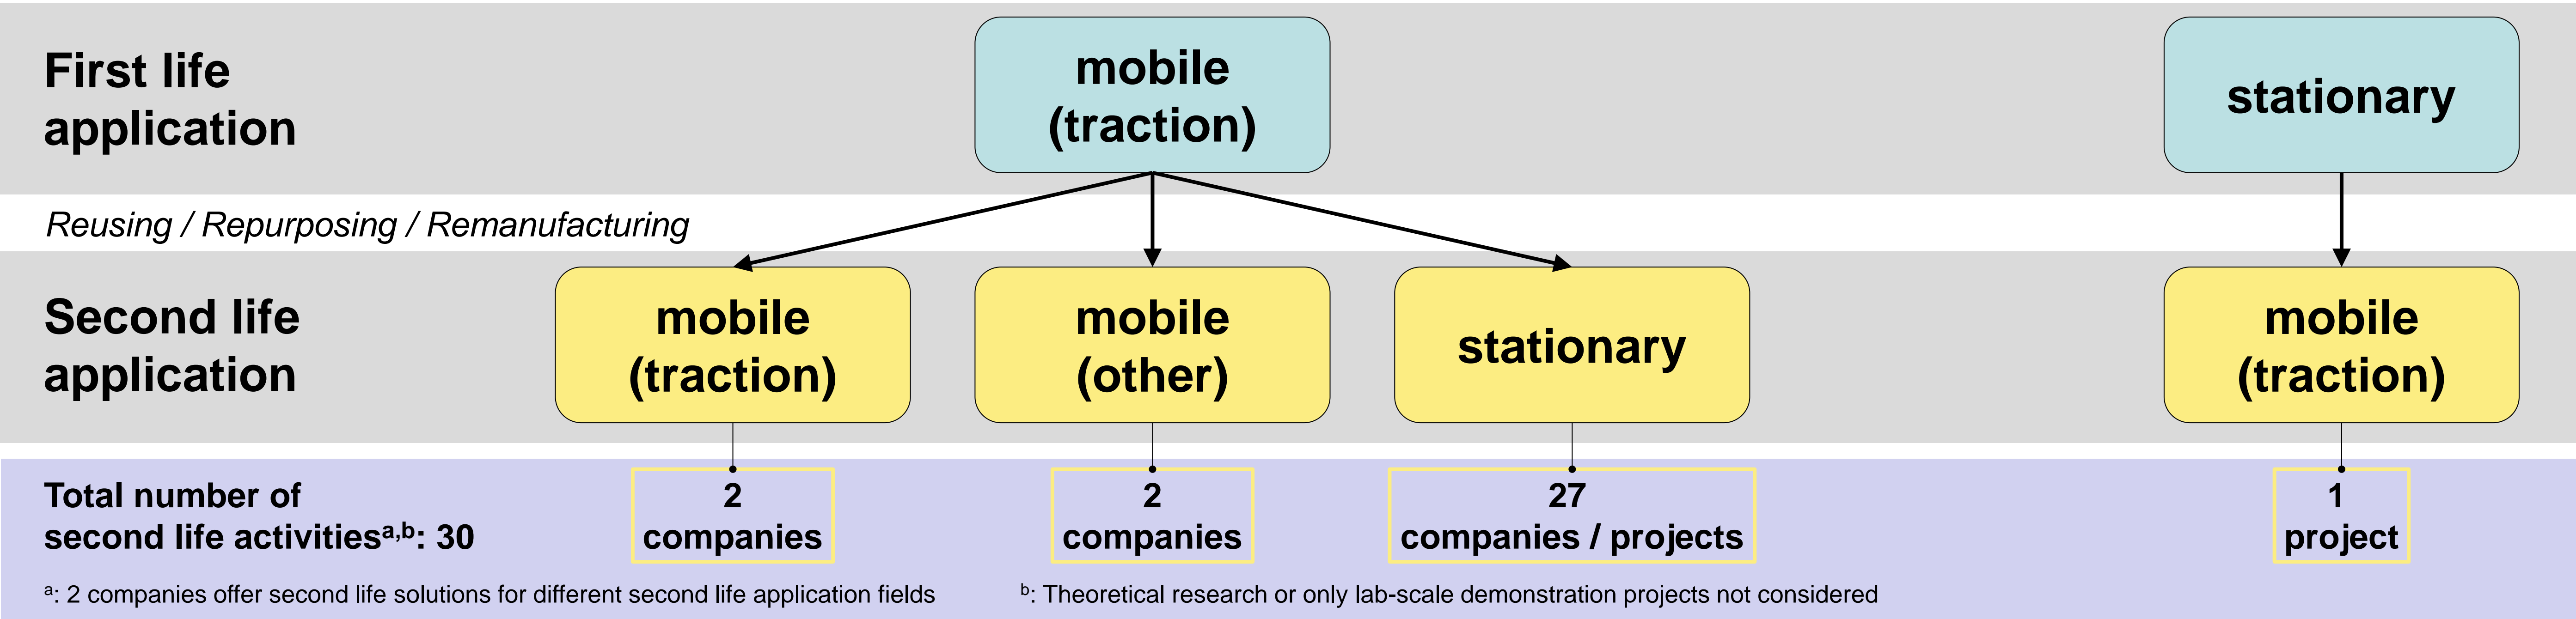 First life
application
mobile
(traction)
stationary
Reusing / Repurposing / Remanufacturing
Second life
application
mobile
(traction)
mobile
(other)
stationary
mobile
(traction)
Total number of
second life activitiesᵃ,ᵇ: 30
2
companies
2
companies
27
companies / projects
1
project
ᵃ: 2 companies offer second life solutions for different second life application fields
ᵇ: Theoretical research or only lab-scale demonstration projects not considered